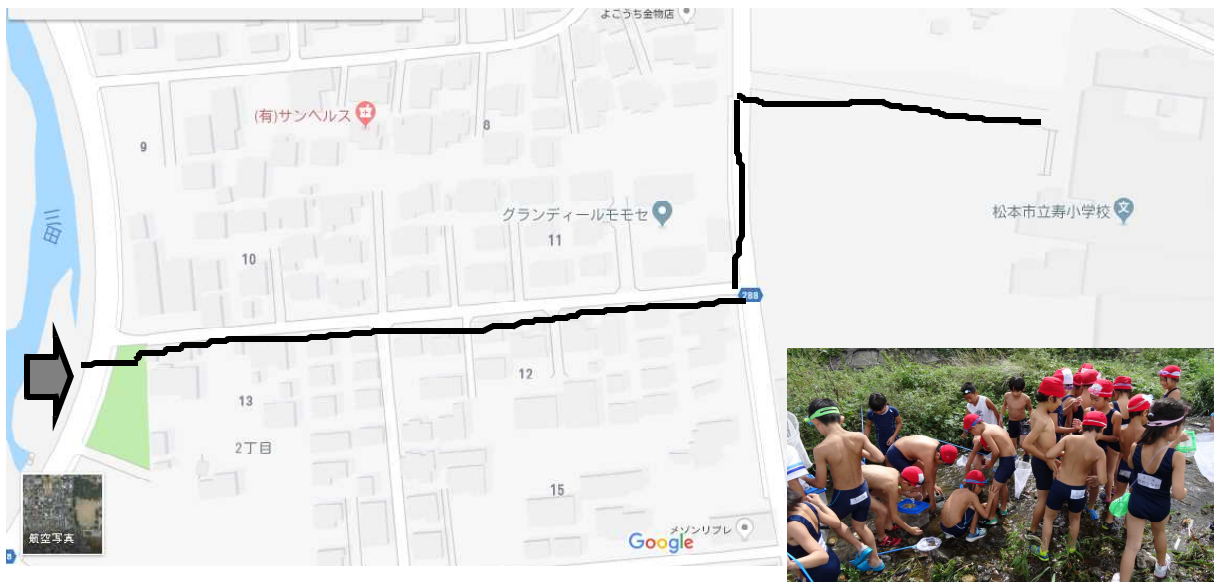 よこうち金物店
(有)サンヘルス
8
9
グランディールモモセ
松本市立寿小学校
文
田川
11
10
288
12
13
2丁目
15
メゾンリブレ
Google
航空写真